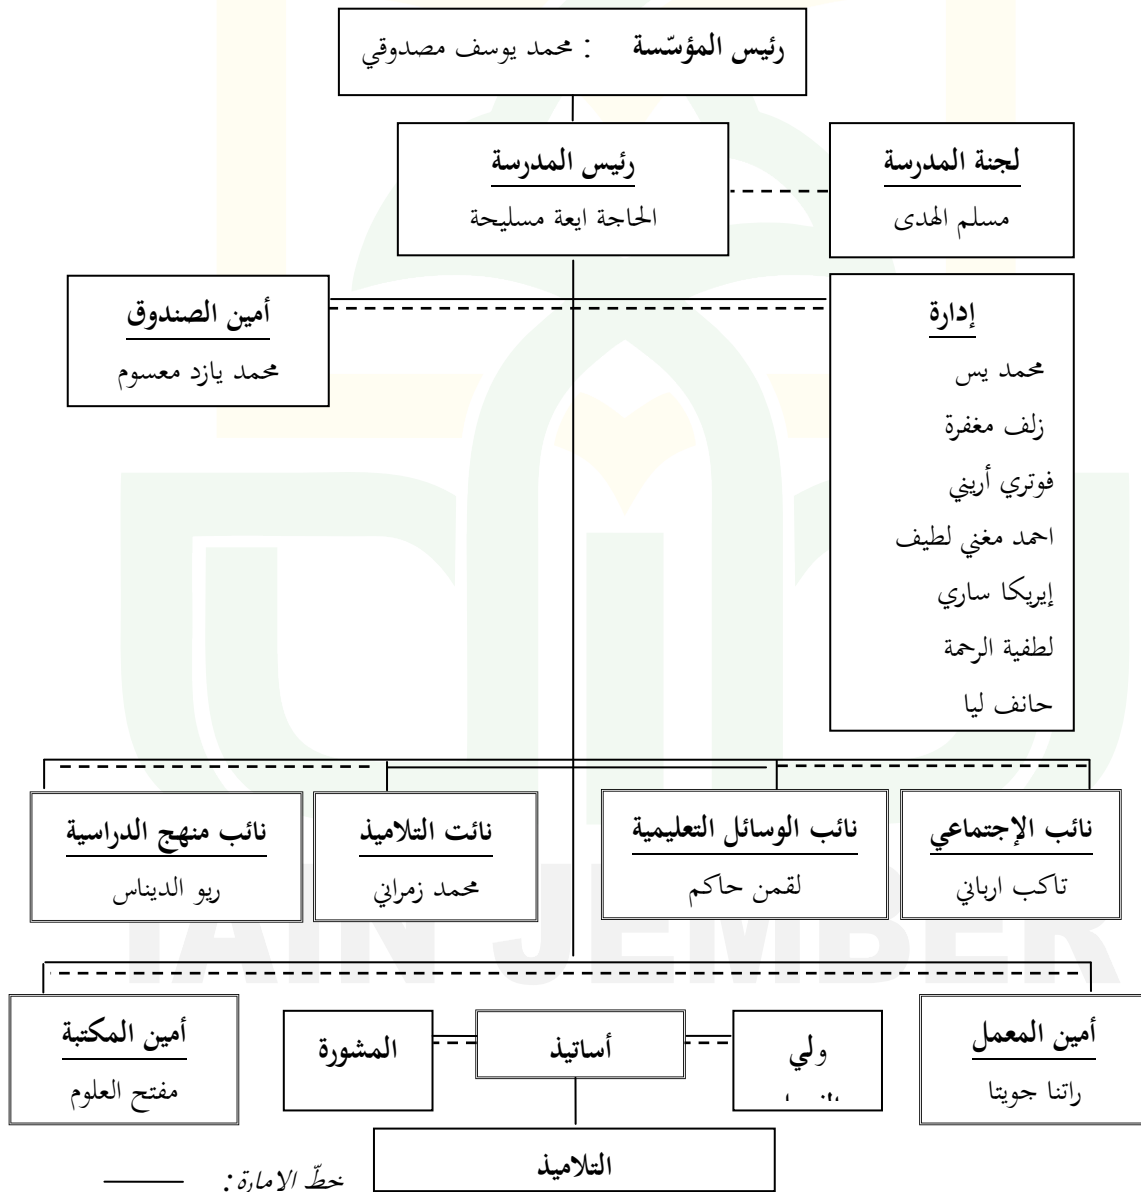 رئيس المؤسّسة : محمد يوسف مصدوقي
رئيس المدرسة
الحاجة ايعة مسليحة
لجنة المدرسة
مسلم الهدى
أمين الصندوق
محمد يازد معسوم
إدارة
محمد يس
زلف مغفرة
فوتري أريني
احمد مغني لطيف
إيريكا ساري
لطفية الرحمة
حانف ليا
نائب الإجتماعي
تاكب ارباني
نائب الوسائل التعليمية
لقمن حاكم
نائت التلاميذ
محمد زمراني
نائب منهج الدراسية
ريو الديناس
IAIN JEMBER
أمين المعمل
راتنا جويتا
ولي
أساتيذ
المشورة
أمين المكتبة
مفتح العلوم
التلاميذ
خطّ الإمارة: